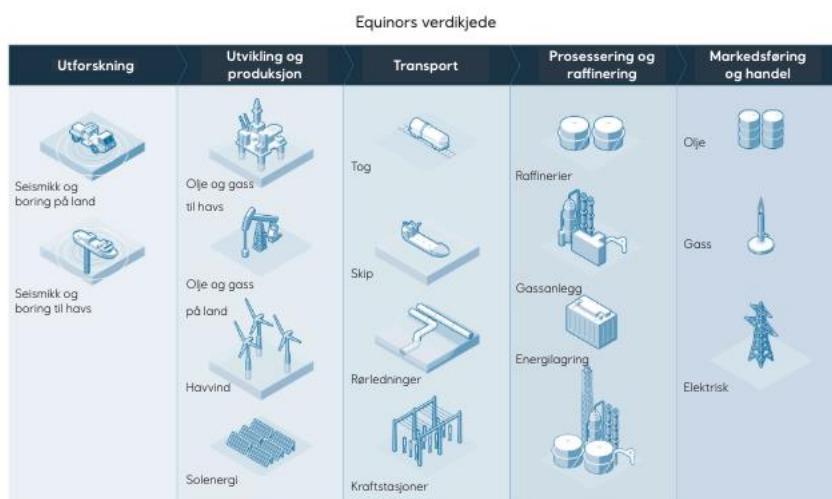 Equinors verdikjede
Utforskning
Utvikling og
produksjon
Transport
Prosessering og
raffinering
Markedsføring
og handel
Seismikk og
boring på land
Seismikk og
boring til havs
Olje og gass
til havs
Olje og gass
på land
Havvind
Solenergi
Tog
Skip
Rørledninger
Kraftstasjoner
Raffinerier
Gassanlegg
Energilagring
Olje
Gass
Elektrisk